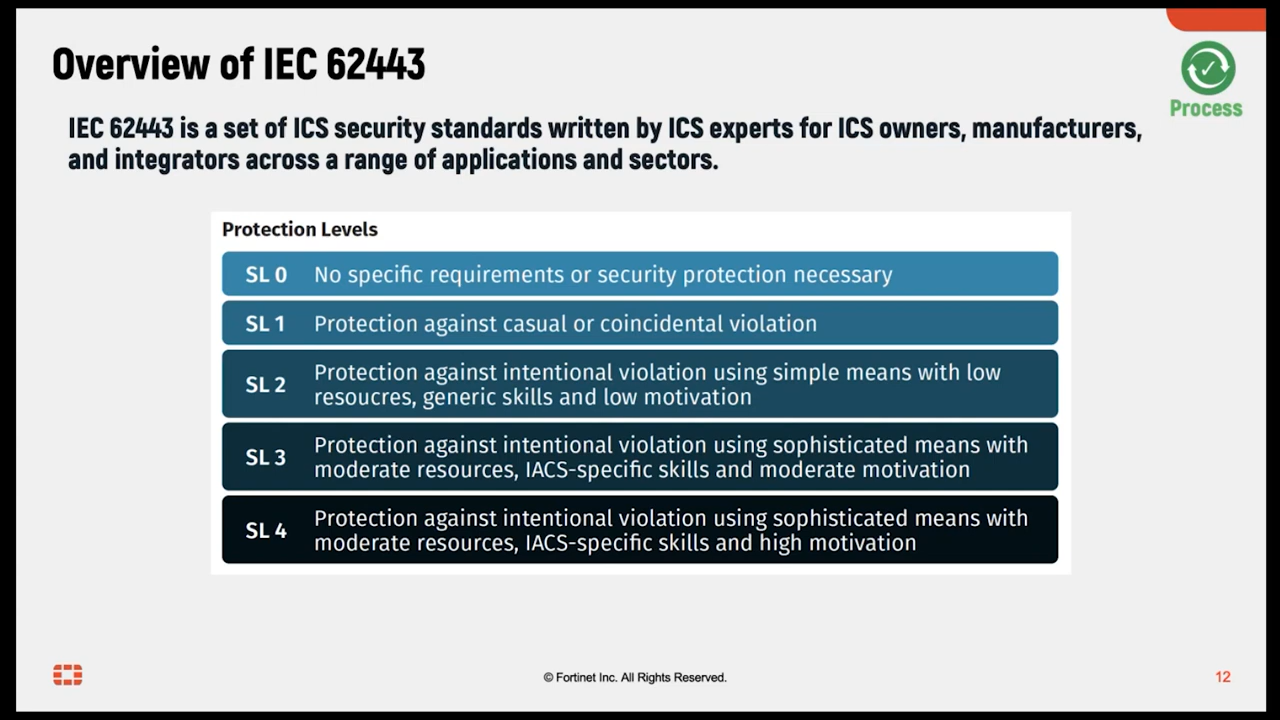 Overview of IEC 62443
Process
IEC 62443 is a set of ICS security standards written by ICS experts for ICS owners, manufacturers,
and integrators across a range of applications and sectors.
Protection Levels
SL 0 No specific requirements or security protection necessary
SL 1 Protection against casual or coincidental violation
SL 2 Protection against intentional violation using simple means with low
resoucres, generic skills and low motivation
SL 3 Protection against intentional violation using sophisticated means with
moderate resources, IACS-specific skills and moderate motivation
SL 4 Protection against intentional violation using sophisticated means with
moderate resources, IACS-specific skills and high motivation
© Fortinet Inc. All Rights Reserved.
12